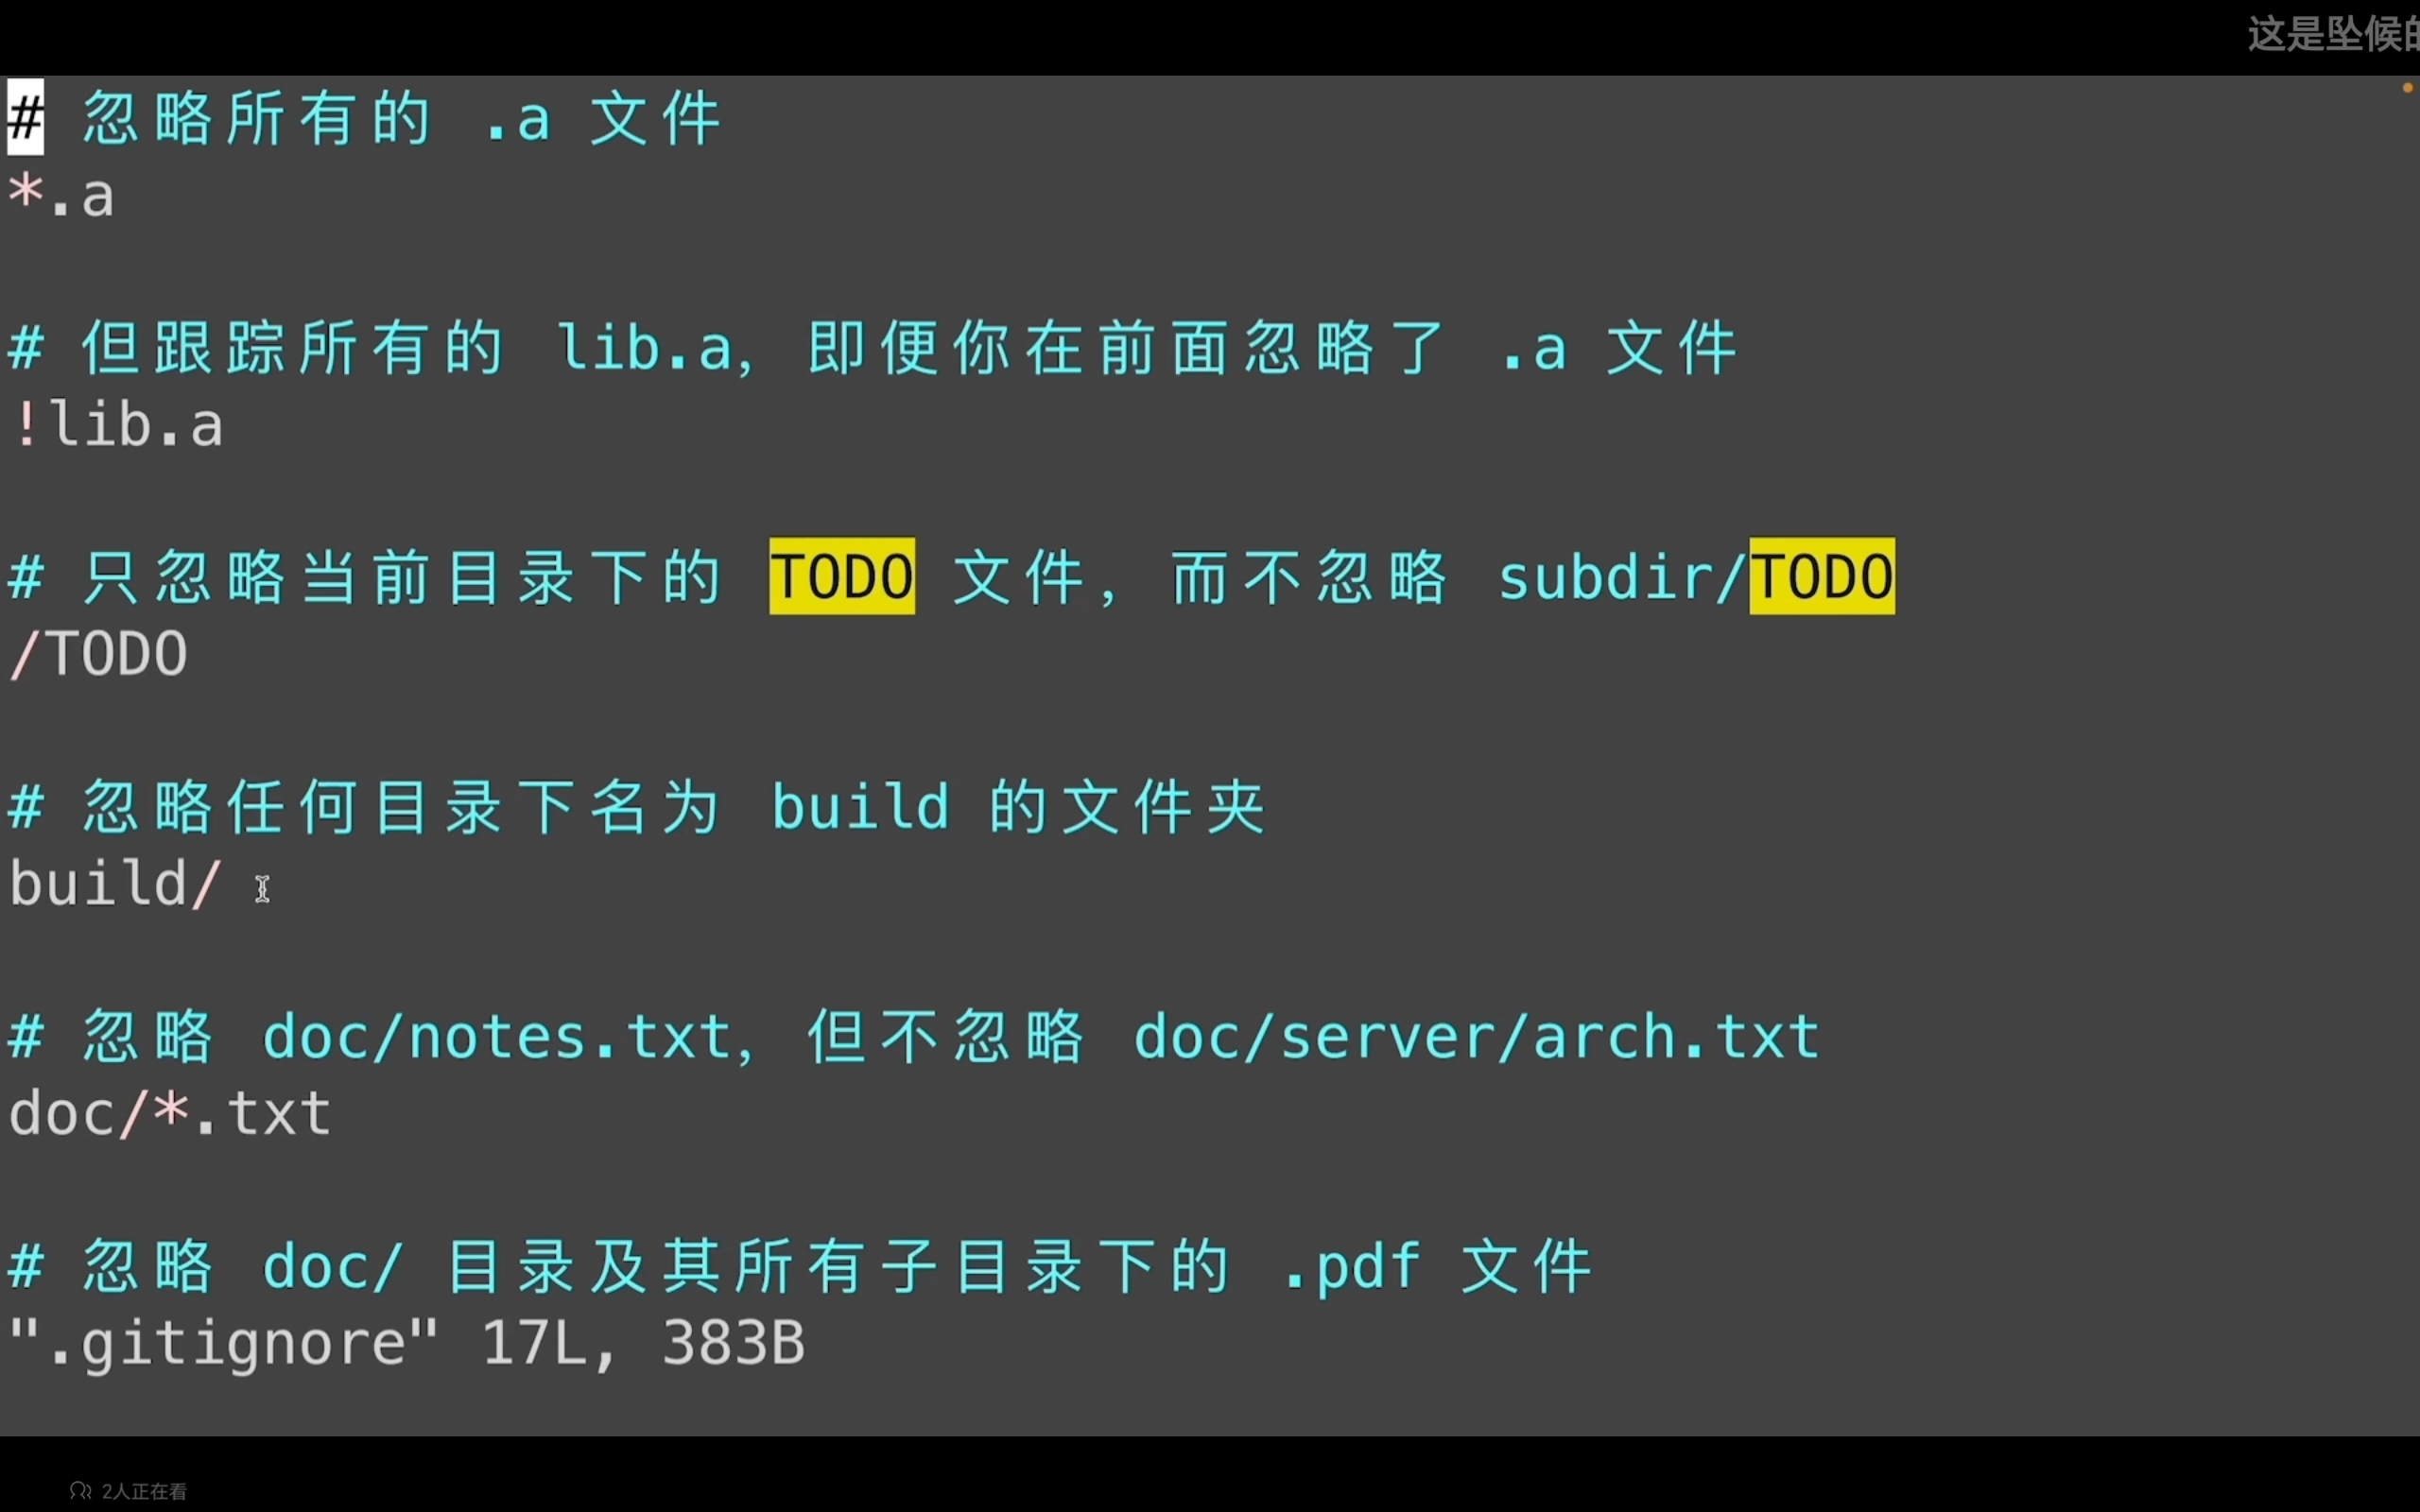 这是坠候的
# 忽略所有的 .a 文件
*.a
# 但跟踪所有的 lib.a，即便你在前面忽略了 .a 文件
!lib.a
# 只忽略当前目录下的 TODO 文件，而不忽略 subdir/TODO
/TODO
# 忽略任何目录下名为 build 的文件夹
build/
# 忽略 doc/notes.txt，但不忽略 doc/server/arch.txt
doc/*.txt
# 忽略 doc/ 目录及其所有子目录下的 .pdf 文件
".gitignore" 17L, 383B
2人正在看